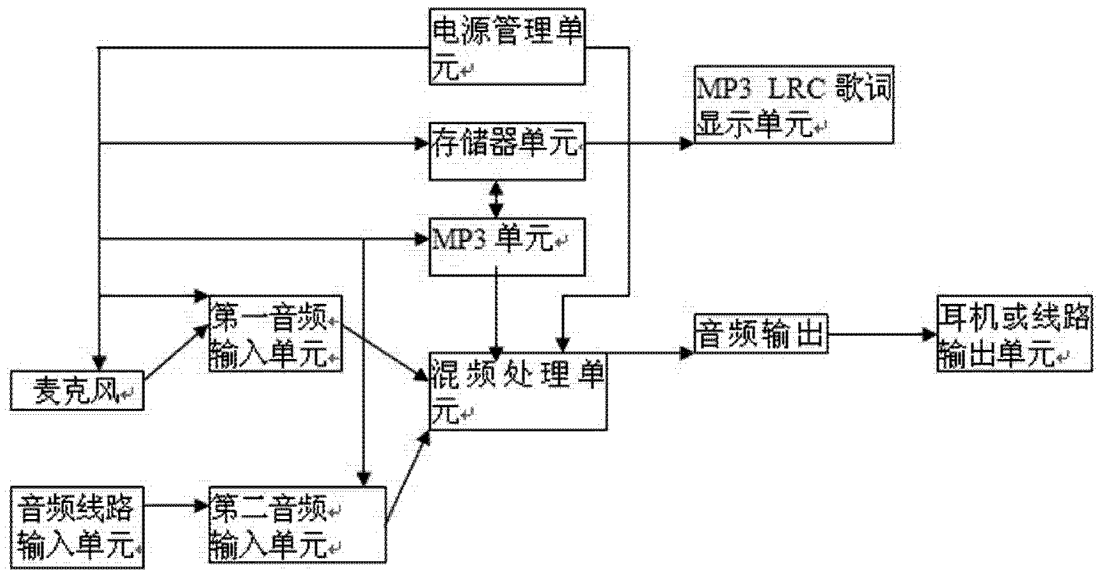 电源管理单
元
MP3 LRC 歌词
显示单元
存储器单元
MP3 单元
第一音频
输入单元
音频输出
耳机或线路
输出单元
混频处理单
元
麦克风
音频线路
输入单元
第二音频
输入单元